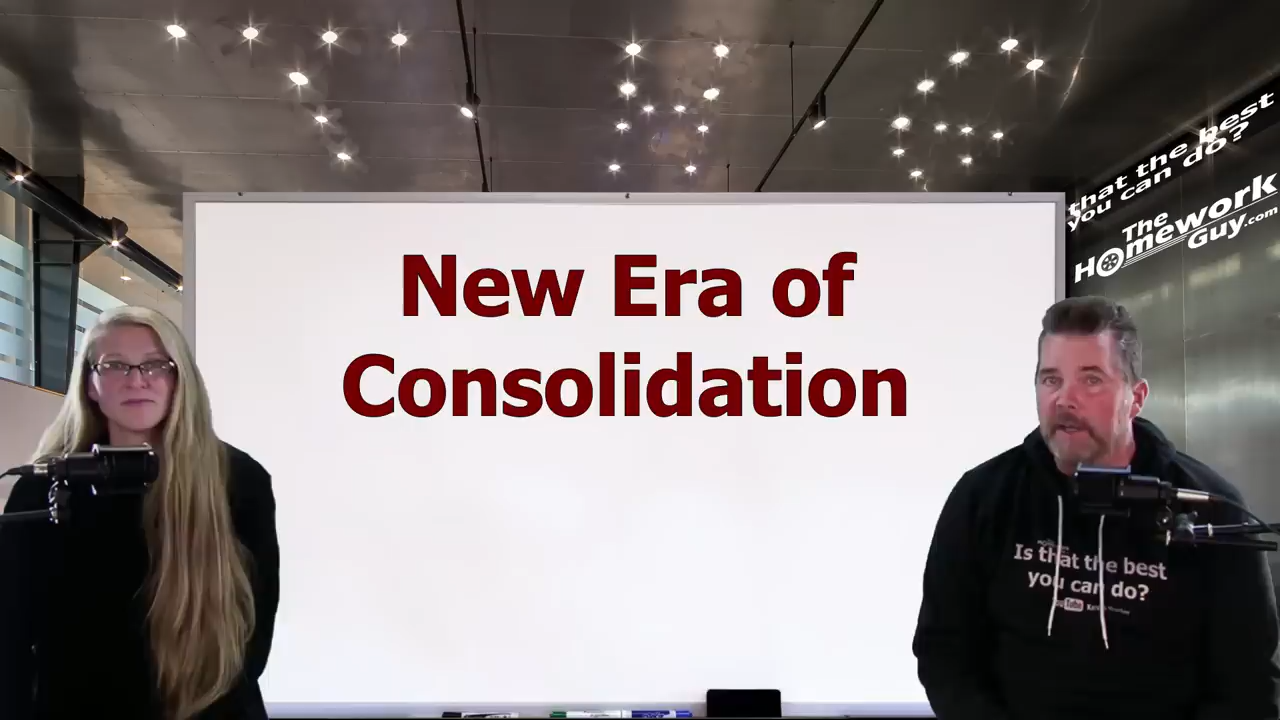 New Era of
Consolidation
that the best
you can do?
The
Homework
Guy.com
Is that the best
you can do?
YouTube